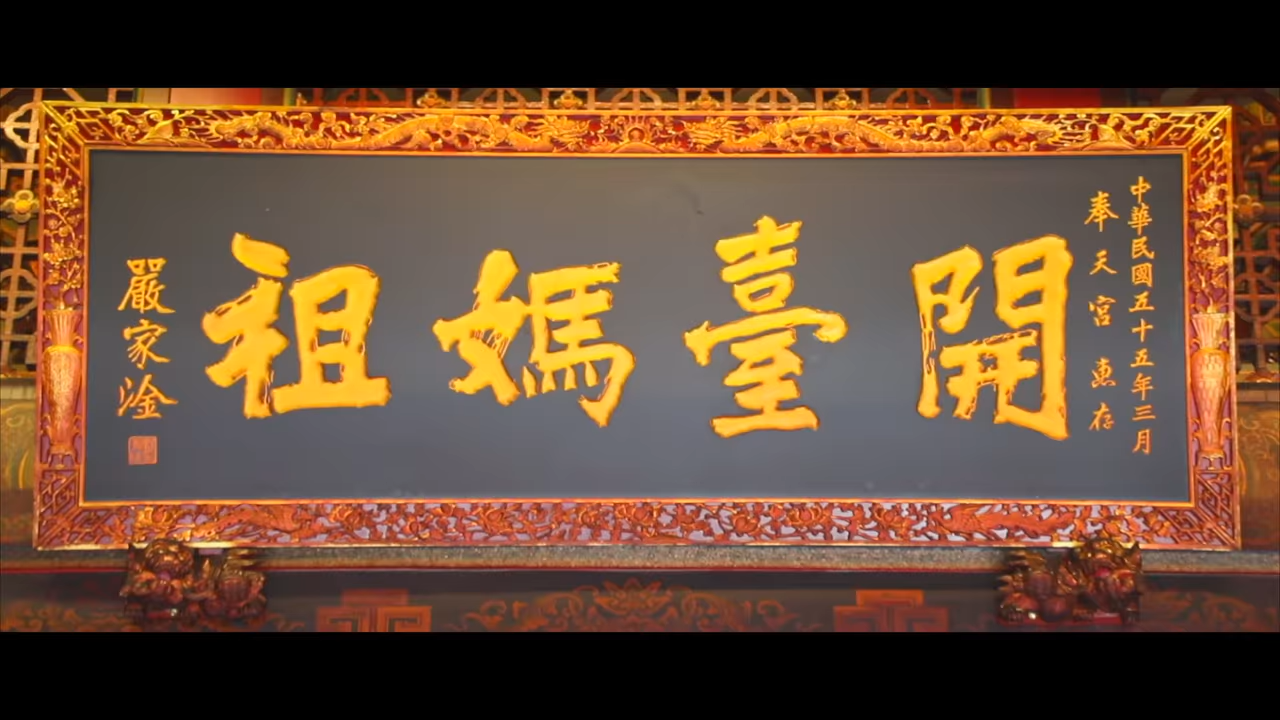 中華民國五十五年三月
奉天宮 惠存
開臺媽祖
嚴家淦